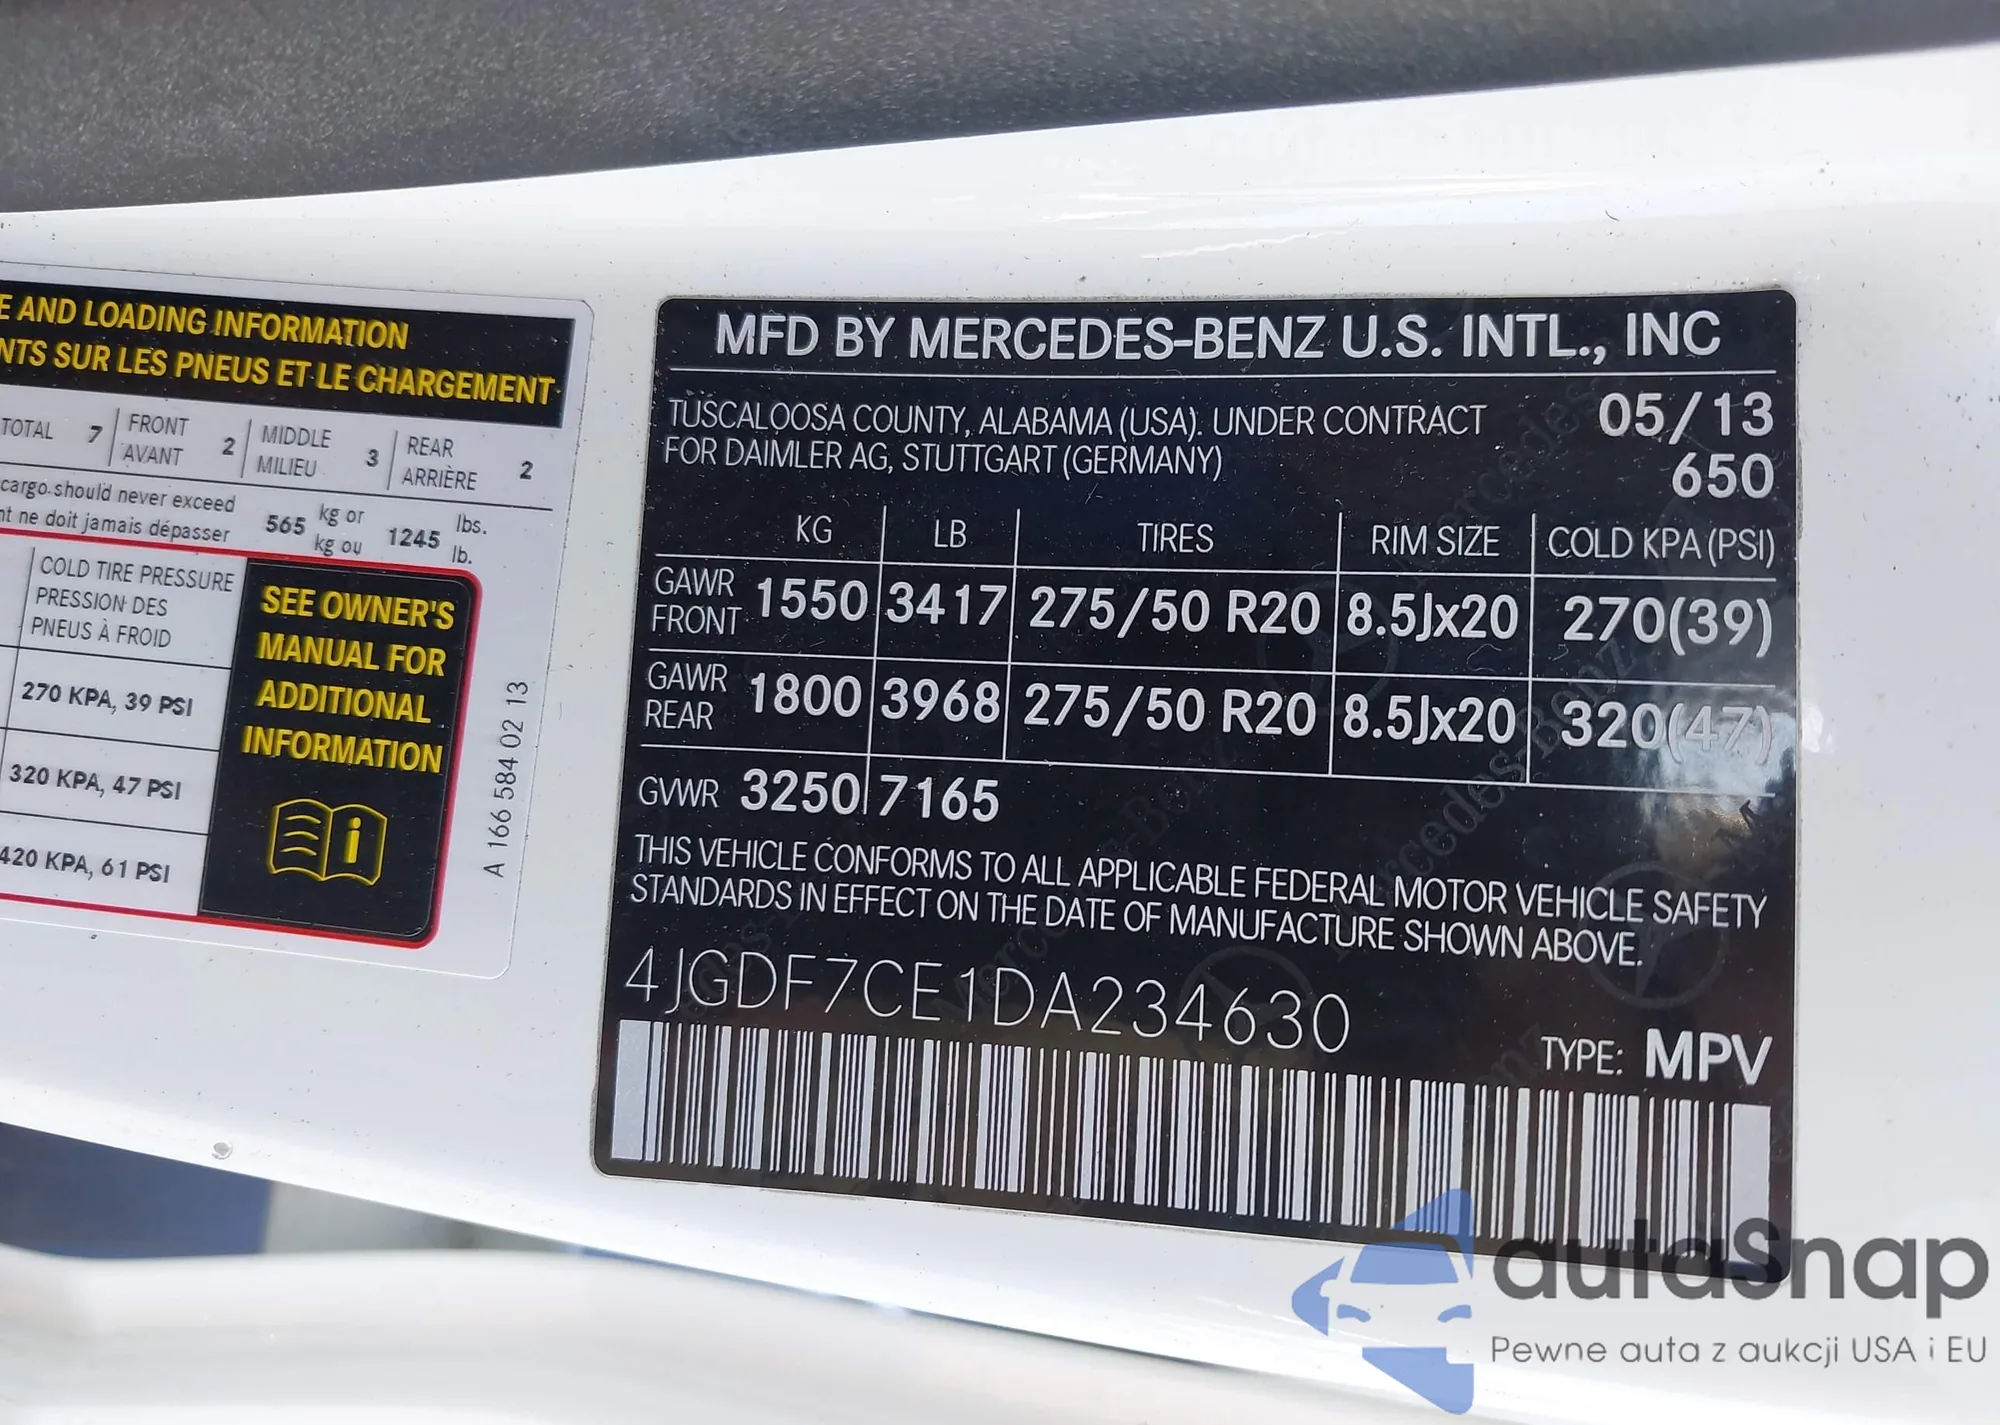 E AND LOADING INFORMATION
NTS SUR LES PNEUS ET LE CHARGEMENT
TOTAL 7 FRONT AVANT 2 MIDDLE MILIEU 3 REAR ARRIÈRE 2
cargo should never exceed 565 kg or 1245 lbs.
nt ne doit jamais dépasser kg ou lb.
COLD TIRE PRESSURE
PRESSION DES
PNEUS À FROID
270 KPA, 39 PSI
320 KPA, 47 PSI
420 KPA, 61 PSI
SEE OWNER'S
MANUAL FOR
ADDITIONAL
INFORMATION
i
A 166 584 02 13
MFD BY MERCEDES-BENZ U.S. INTL., INC
TUSCALOOSA COUNTY, ALABAMA (USA). UNDER CONTRACT
FOR DAIMLER AG, STUTTGART (GERMANY)
05/13
650
KG LB TIRES RIM SIZE COLD KPA (PSI)
GAWR FRONT 1550 3417 275/50 R20 8.5Jx20 270(39)
GAWR REAR 1800 3968 275/50 R20 8.5Jx20 320(47)
GVWR 3250 7165
THIS VEHICLE CONFORMS TO ALL APPLICABLE FEDERAL MOTOR VEHICLE SAFETY
STANDARDS IN EFFECT ON THE DATE OF MANUFACTURE SHOWN ABOVE.
4JGDF7CE1DA234630
TYPE: MPV
autaSnap
Pewne auta z aukcji USA i EU